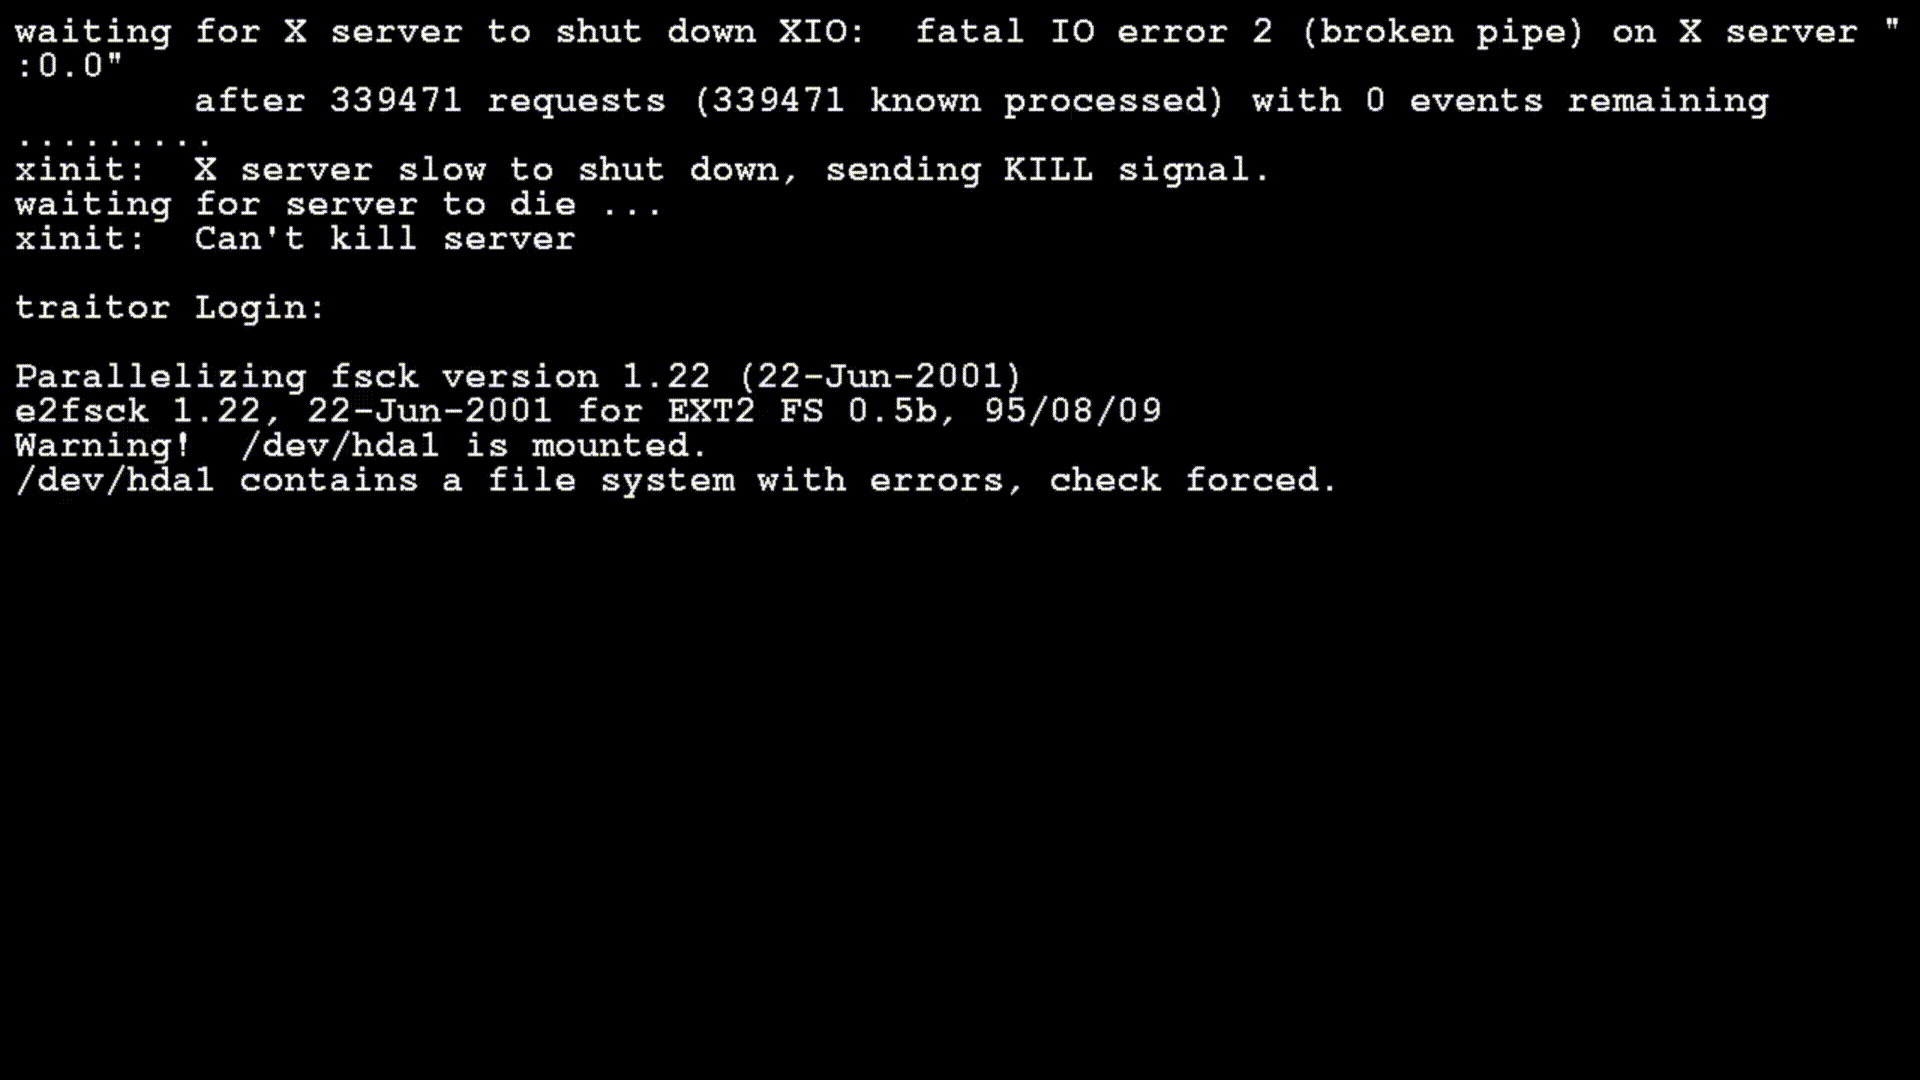 waiting for X server to shut down XIO:  fatal IO error 2 (broken pipe) on X server "
:0.0"
        after 339471 requests (339471 known processed) with 0 events remaining
.........
xinit:  X server slow to shut down, sending KILL signal.
waiting for server to die ...
xinit:  Can't kill server
traitor Login:
Parallelizing fsck version 1.22 (22-Jun-2001)
e2fsck 1.22, 22-Jun-2001 for EXT2 FS 0.5b, 95/08/09
Warning!  /dev/hda1 is mounted.
/dev/hda1 contains a file system with errors, check forced.